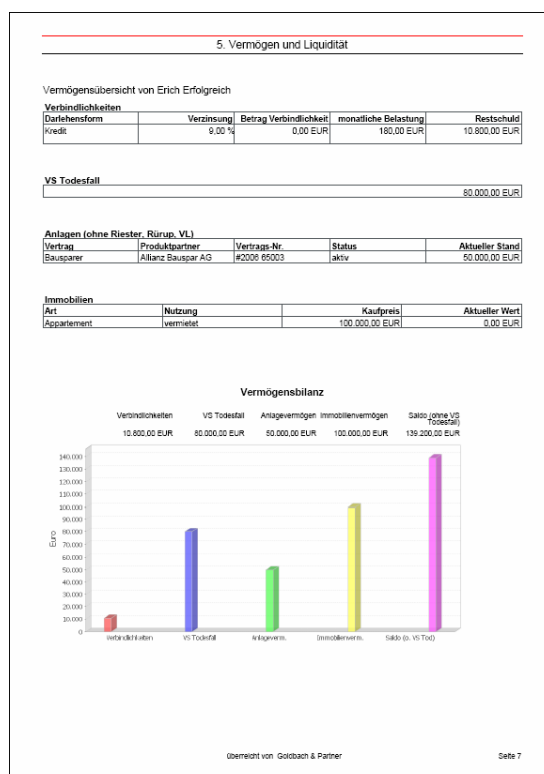 5. Vermögen und Liquidität
Vermögensübersicht von Erich Erfolgreich
Verbindlichkeiten
Darlehensform Verzinsung Betrag Verbindlichkeit monatliche Belastung Restschuld
Kredit 9,00 % 0,00 EUR 180,00 EUR 10.800,00 EUR
VS Todesfall
80.000,00 EUR
Anlagen (ohne Riester, Rürup, VL)
Vertrag Produktpartner Vertrags-Nr. Status Aktueller Stand
Bausparer Allianz Bauspar AG #2006 65003 aktiv 50.000,00 EUR
Immobilien
Art Nutzung Kaufpreis Aktueller Wert
Appartement vermietet 100.000,00 EUR 0,00 EUR
Vermögensbilanz
Verbindlichkeiten VS Todesfall Anlagevermögen Immobilienvermögen Saldo (ohne VS
Todesfall)
10.800,00 EUR 80.000,00 EUR 50.000,00 EUR 100.000,00 EUR 139.200,00 EUR
140.000
130.000
120.000
110.000
100.000
90.000
80.000
70.000
60.000
50.000
40.000
30.000
20.000
10.000
0
Euro
Verbindlichkeiten VS Todesfall Anlageverm. Immobilienverm. Saldo (o. VS Tod)
überreicht von Goldbach & Partner Seite 7